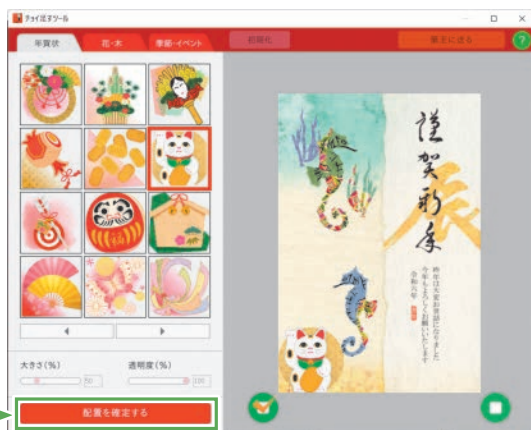 チョイ足すツール
年賀状
花・木
季節・イベント
初期化
筆王に送る
?
福
大きさ(%)
50
透明度(%)
100
配置を確定する
謹賀新年
辰
昨年は大変お世話になりました
今年もよろしくお願いいたします
令和六年